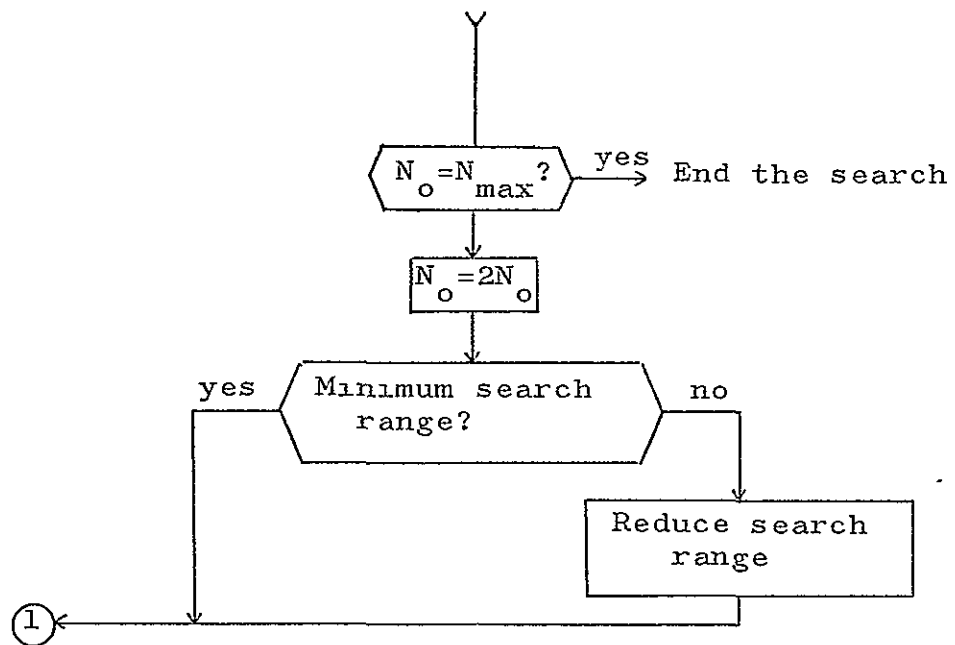 N_o=N_max?
yes
End the search
N_o=2N_o
yes
Minimum search
no
range?
Reduce search
range
1